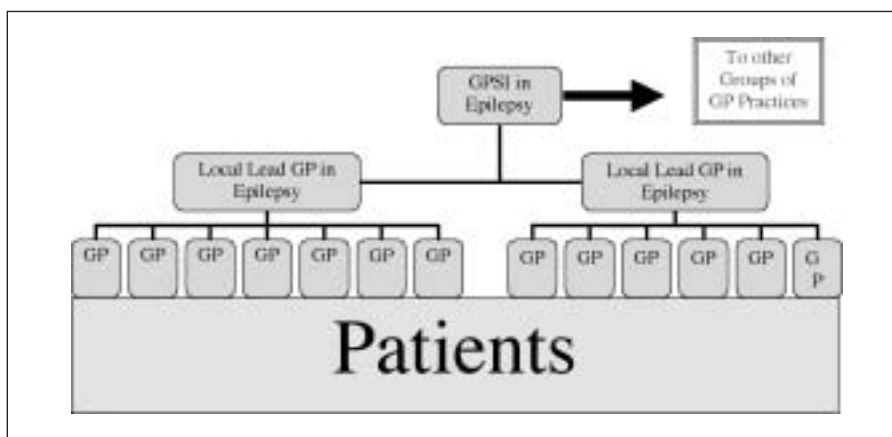 To other
Groups of
GP Practices
GPSI in
Epilepsy
Local Lead GP in
Epilepsy
Local Lead GP in
Epilepsy
GP
GP
GP
GP
GP
GP
GP
GP
GP
GP
GP
GP
G
P
Patients